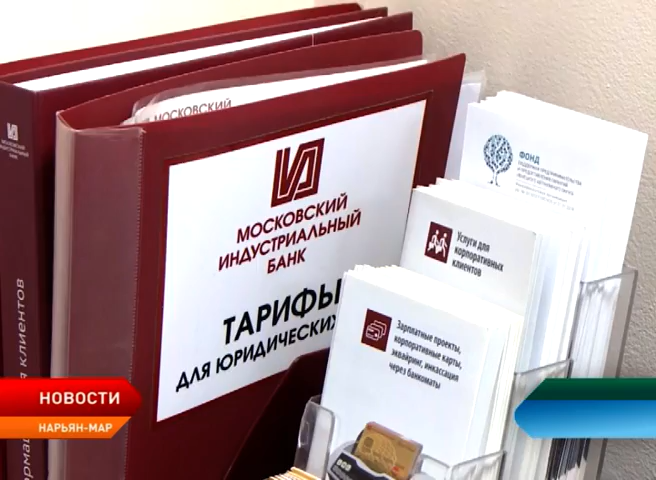 МОСКОВСКИЙ
МОСКОВСКИЙ
ИНДУСТРИАЛЬНЫЙ
БАНК
ТАРИФЫ
ДЛЯ ЮРИДИЧЕСКИХ
ФОНД
Услуги для
корпоративных
клиентов
Зарплатные проекты,
корпоративные карты,
эквайринг, инкассация
через банкоматы
клиентов
НОВОСТИ
НАРЬЯН-МАР